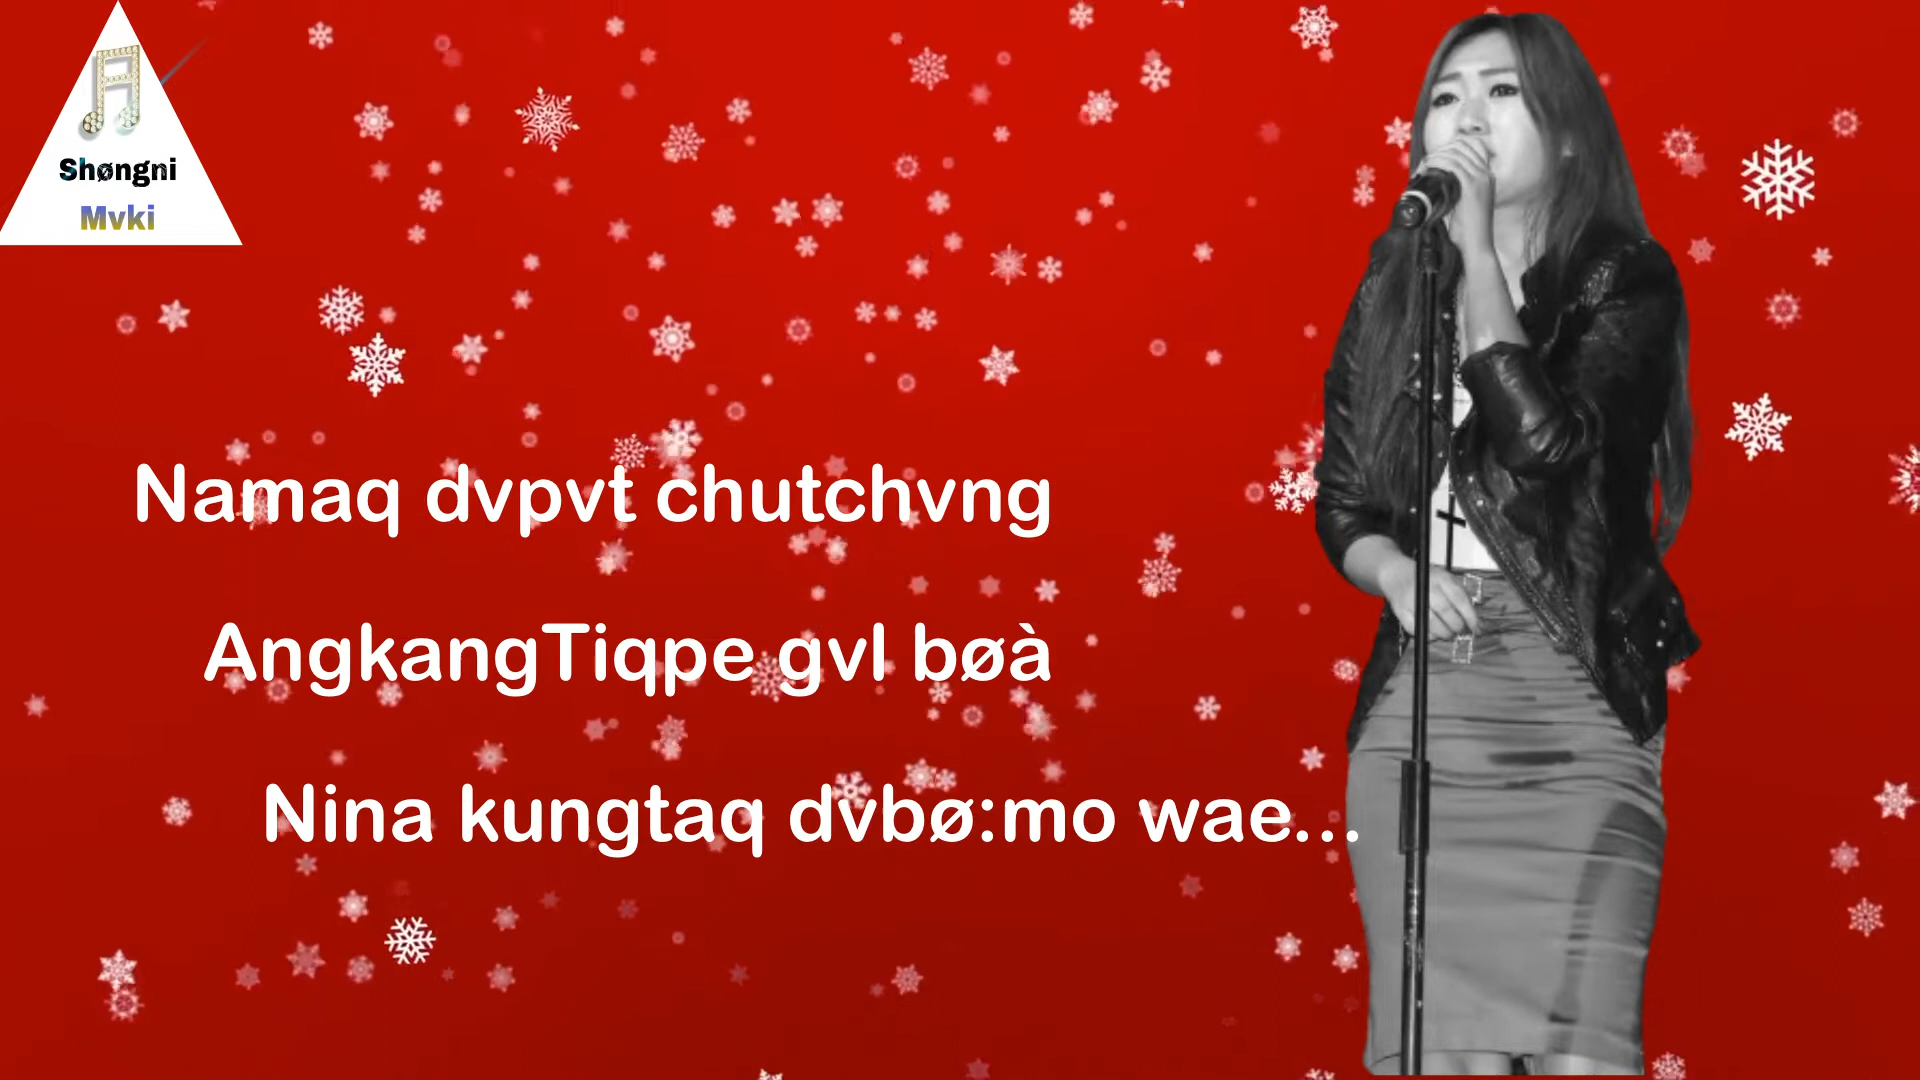 Shøngni
Mvki
Namaq dvpvt chutchvng
AngkangTiqpe gvl bøà
Nina kungtaq dvbø:mo wae...